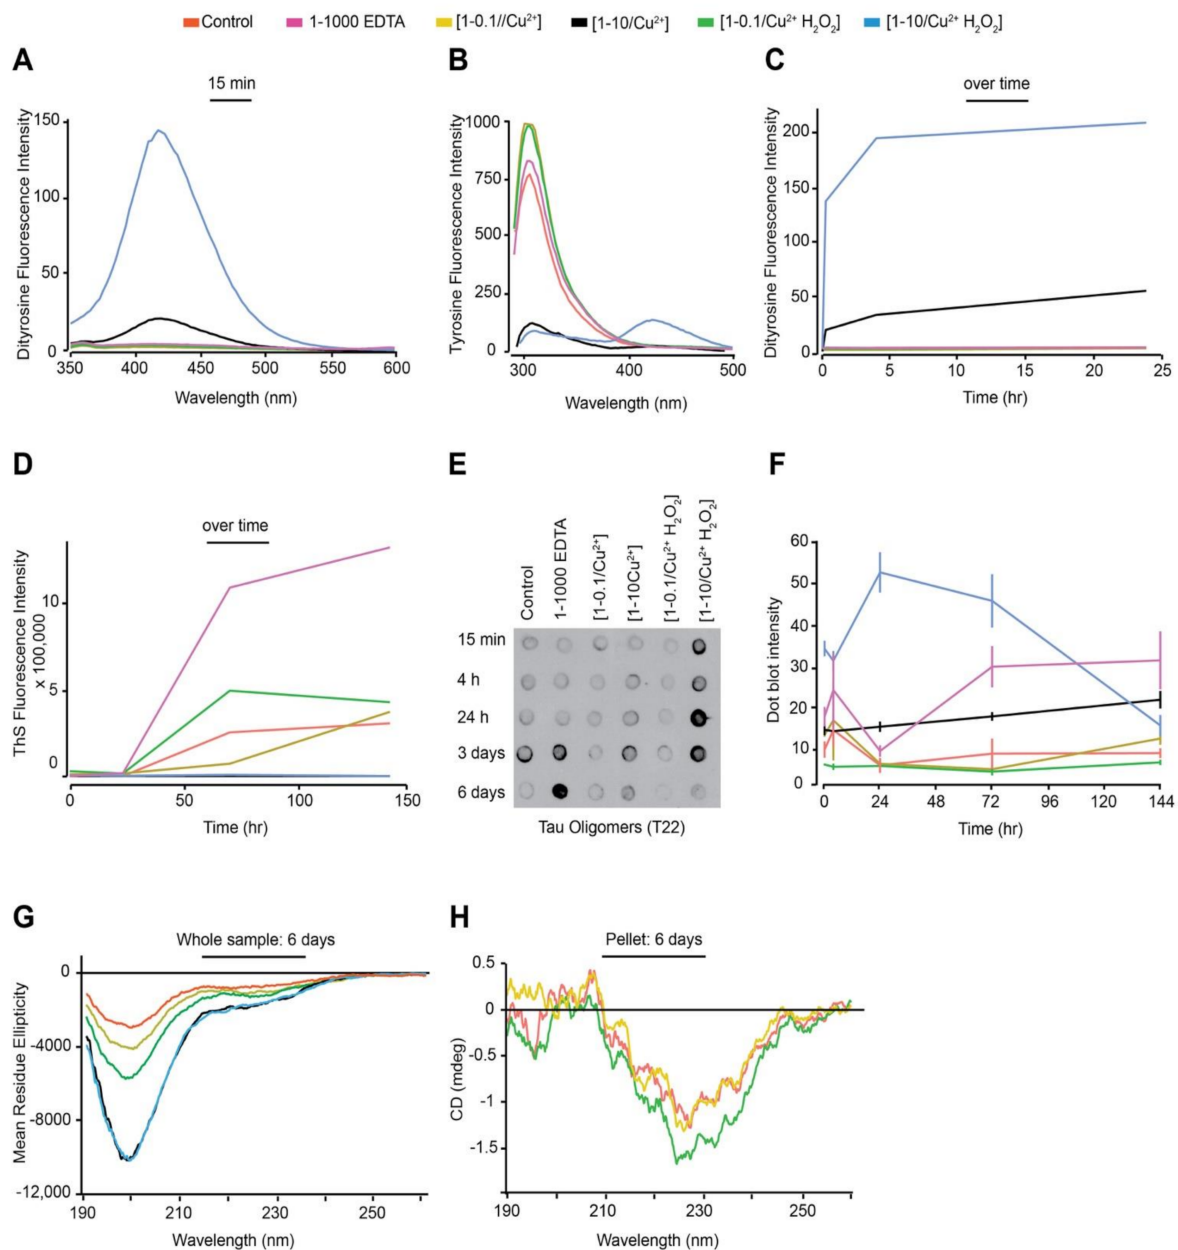 Control 1-1000 EDTA [1-0.1//Cu²⁺] [1-10/Cu²⁺] [1-0.1/Cu²⁺ H₂O₂] [1-10/Cu²⁺ H₂O₂]
A
15 min
Dityrosine Fluorescence Intensity
150
100
50
0
350 400 450 500 550 600
Wavelength (nm)
B
Tyrosine Fluorescence Intensity
1000
750
500
250
0
300 400 500
Wavelength (nm)
C
over time
Dityrosine Fluorescence Intensity
200
150
100
50
0
0 5 10 15 20 25
Time (hr)
D
over time
ThS Fluorescence Intensity
x 100,000
10
5
0
0 50 100 150
Time (hr)
E
Control
1-1000 EDTA
[1-0.1/Cu²⁺]
[1-10Cu²⁺]
[1-0.1/Cu²⁺ H₂O₂]
[1-10/Cu²⁺ H₂O₂]
15 min
4 h
24 h
3 days
6 days
Tau Oligomers (T22)
F
Dot blot intensity
60
50
40
30
20
10
0
0 24 48 72 96 120 144
Time (hr)
G
Whole sample: 6 days
Mean Residue Ellipticity
0
-4000
-8000
-12,000
190 210 230 250
Wavelength (nm)
H
Pellet: 6 days
CD (mdeg)
0.5
0
-0.5
-1
-1.5
190 210 230 250
Wavelength (nm)